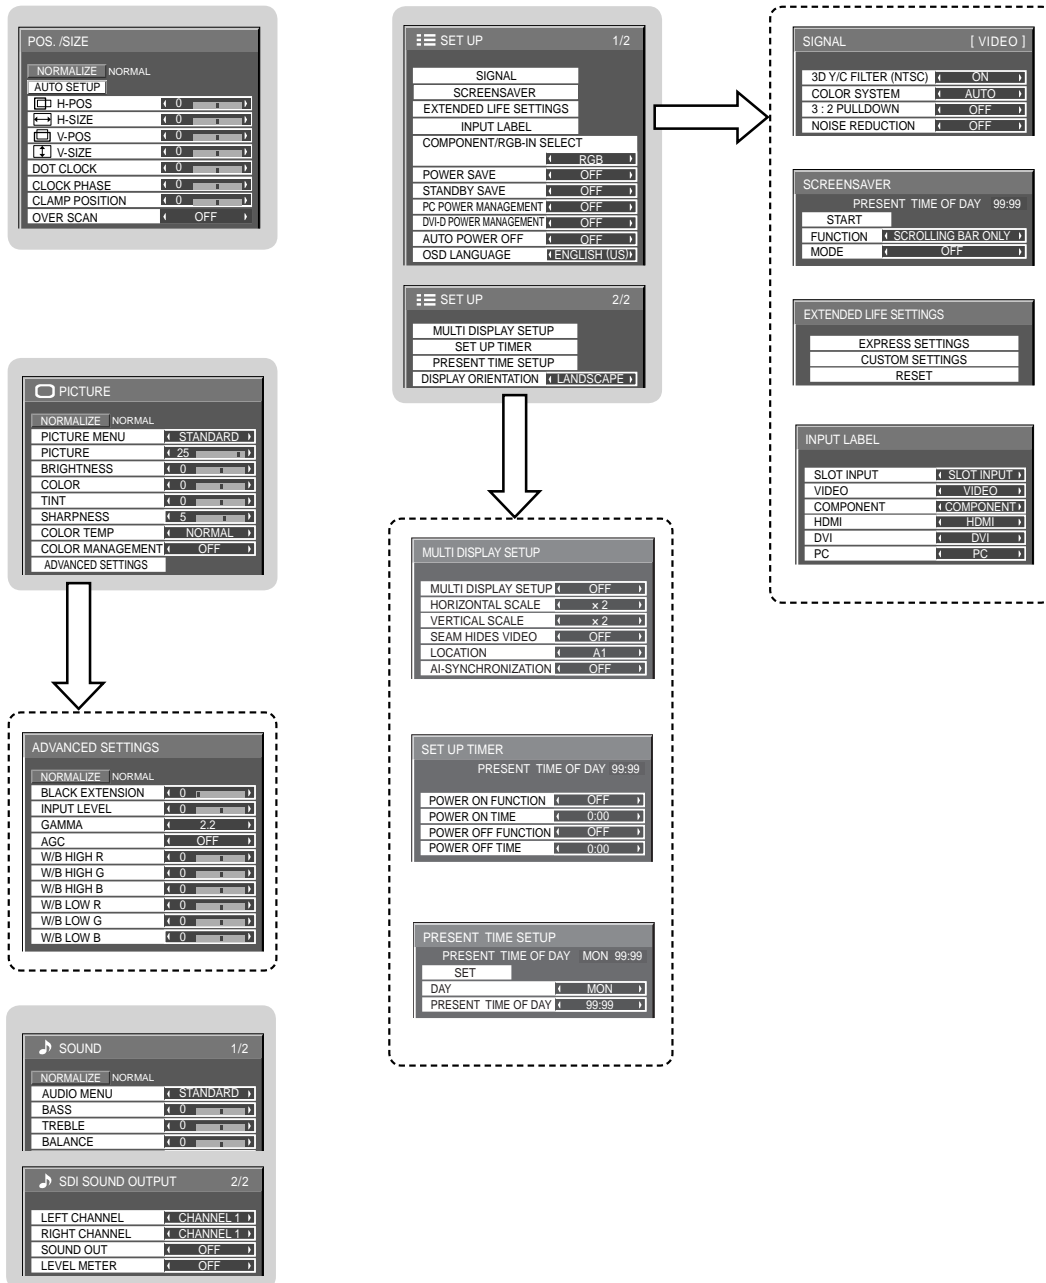 POS. /SIZE
NORMALIZE NORMAL
AUTO SETUP
H-POS 0
H-SIZE 0
V-POS 0
V-SIZE 0
DOT CLOCK 0
CLOCK PHASE 0
CLAMP POSITION 0
OVER SCAN OFF
PICTURE
NORMALIZE NORMAL
PICTURE MENU STANDARD
PICTURE 25
BRIGHTNESS 0
COLOR 0
TINT 0
SHARPNESS 5
COLOR TEMP NORMAL
COLOR MANAGEMENT OFF
ADVANCED SETTINGS
ADVANCED SETTINGS
NORMALIZE NORMAL
BLACK EXTENSION 0
INPUT LEVEL 0
GAMMA 2.2
AGC OFF
W/B HIGH R 0
W/B HIGH G 0
W/B HIGH B 0
W/B LOW R 0
W/B LOW G 0
W/B LOW B 0
SOUND 1/2
NORMALIZE NORMAL
AUDIO MENU STANDARD
BASS 0
TREBLE 0
BALANCE 0
SDI SOUND OUTPUT 2/2
LEFT CHANNEL CHANNEL 1
RIGHT CHANNEL CHANNEL 1
SOUND OUT OFF
LEVEL METER OFF
SET UP 1/2
SIGNAL
SCREENSAVER
EXTENDED LIFE SETTINGS
INPUT LABEL
COMPONENT/RGB-IN SELECT
RGB
POWER SAVE OFF
STANDBY SAVE OFF
PC POWER MANAGEMENT OFF
DVI-D POWER MANAGEMENT OFF
AUTO POWER OFF OFF
OSD LANGUAGE ENGLISH (US)
SET UP 2/2
MULTI DISPLAY SETUP
SET UP TIMER
PRESENT TIME SETUP
DISPLAY ORIENTATION LANDSCAPE
MULTI DISPLAY SETUP
MULTI DISPLAY SETUP OFF
HORIZONTAL SCALE × 2
VERTICAL SCALE × 2
SEAM HIDES VIDEO OFF
LOCATION A1
AI-SYNCHRONIZATION OFF
SET UP TIMER
PRESENT TIME OF DAY 99:99
POWER ON FUNCTION OFF
POWER ON TIME 0:00
POWER OFF FUNCTION OFF
POWER OFF TIME 0:00
PRESENT TIME SETUP
PRESENT TIME OF DAY MON 99:99
SET
DAY MON
PRESENT TIME OF DAY 99:99
SIGNAL [ VIDEO ]
3D Y/C FILTER (NTSC) ON
COLOR SYSTEM AUTO
3 : 2 PULLDOWN OFF
NOISE REDUCTION OFF
SCREENSAVER
PRESENT TIME OF DAY 99:99
START
FUNCTION SCROLLING BAR ONLY
MODE OFF
EXTENDED LIFE SETTINGS
EXPRESS SETTINGS
CUSTOM SETTINGS
RESET
INPUT LABEL
SLOT INPUT SLOT INPUT
VIDEO VIDEO
COMPONENT COMPONENT
HDMI HDMI
DVI DVI
PC PC